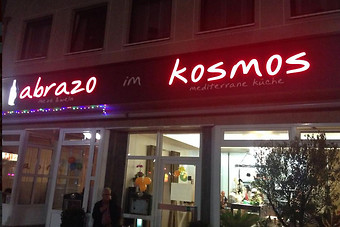 abrazo im kosmos
mediterrane küche